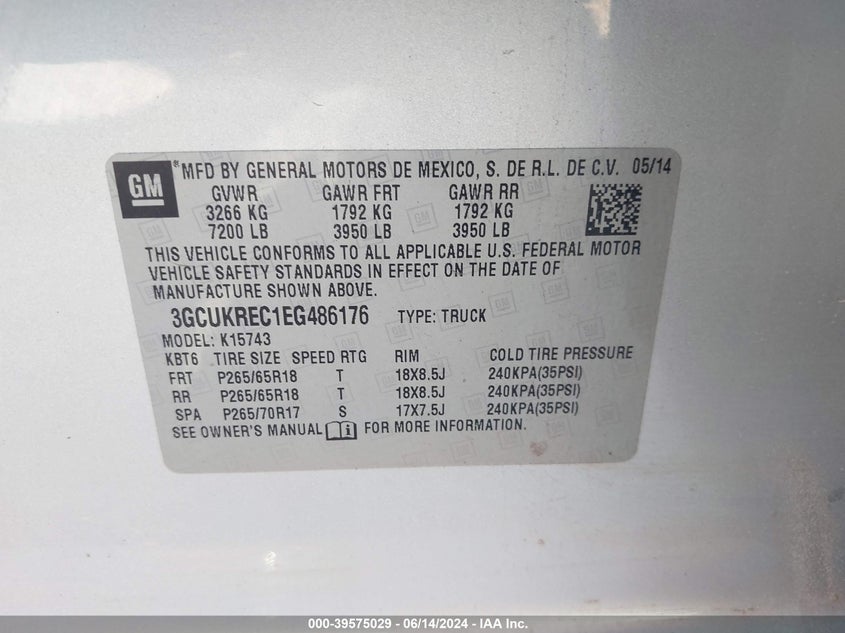 GM
*MFD BY GENERAL MOTORS DE MEXICO, S. DE R.L. DE C.V. 05/14
GVWR GAWR FRT GAWR RR
3266 KG 1792 KG 1792 KG
7200 LB 3950 LB 3950 LB
THIS VEHICLE CONFORMS TO ALL APPLICABLE U.S. FEDERAL MOTOR
VEHICLE SAFETY STANDARDS IN EFFECT ON THE DATE OF
MANUFACTURE SHOWN ABOVE.
3GCUKREC1EG486176 TYPE: TRUCK
MODEL: K15743
KBT6 TIRE SIZE SPEED RTG RIM COLD TIRE PRESSURE
FRT P265/65R18 T 18X8.5J 240KPA(35PSI)
RR P265/65R18 T 18X8.5J 240KPA(35PSI)
SPA P265/70R17 S 17X7.5J 240KPA(35PSI)
SEE OWNER'S MANUAL FOR MORE INFORMATION.
000-39575029 - 06/14/2024 - IAA Inc.